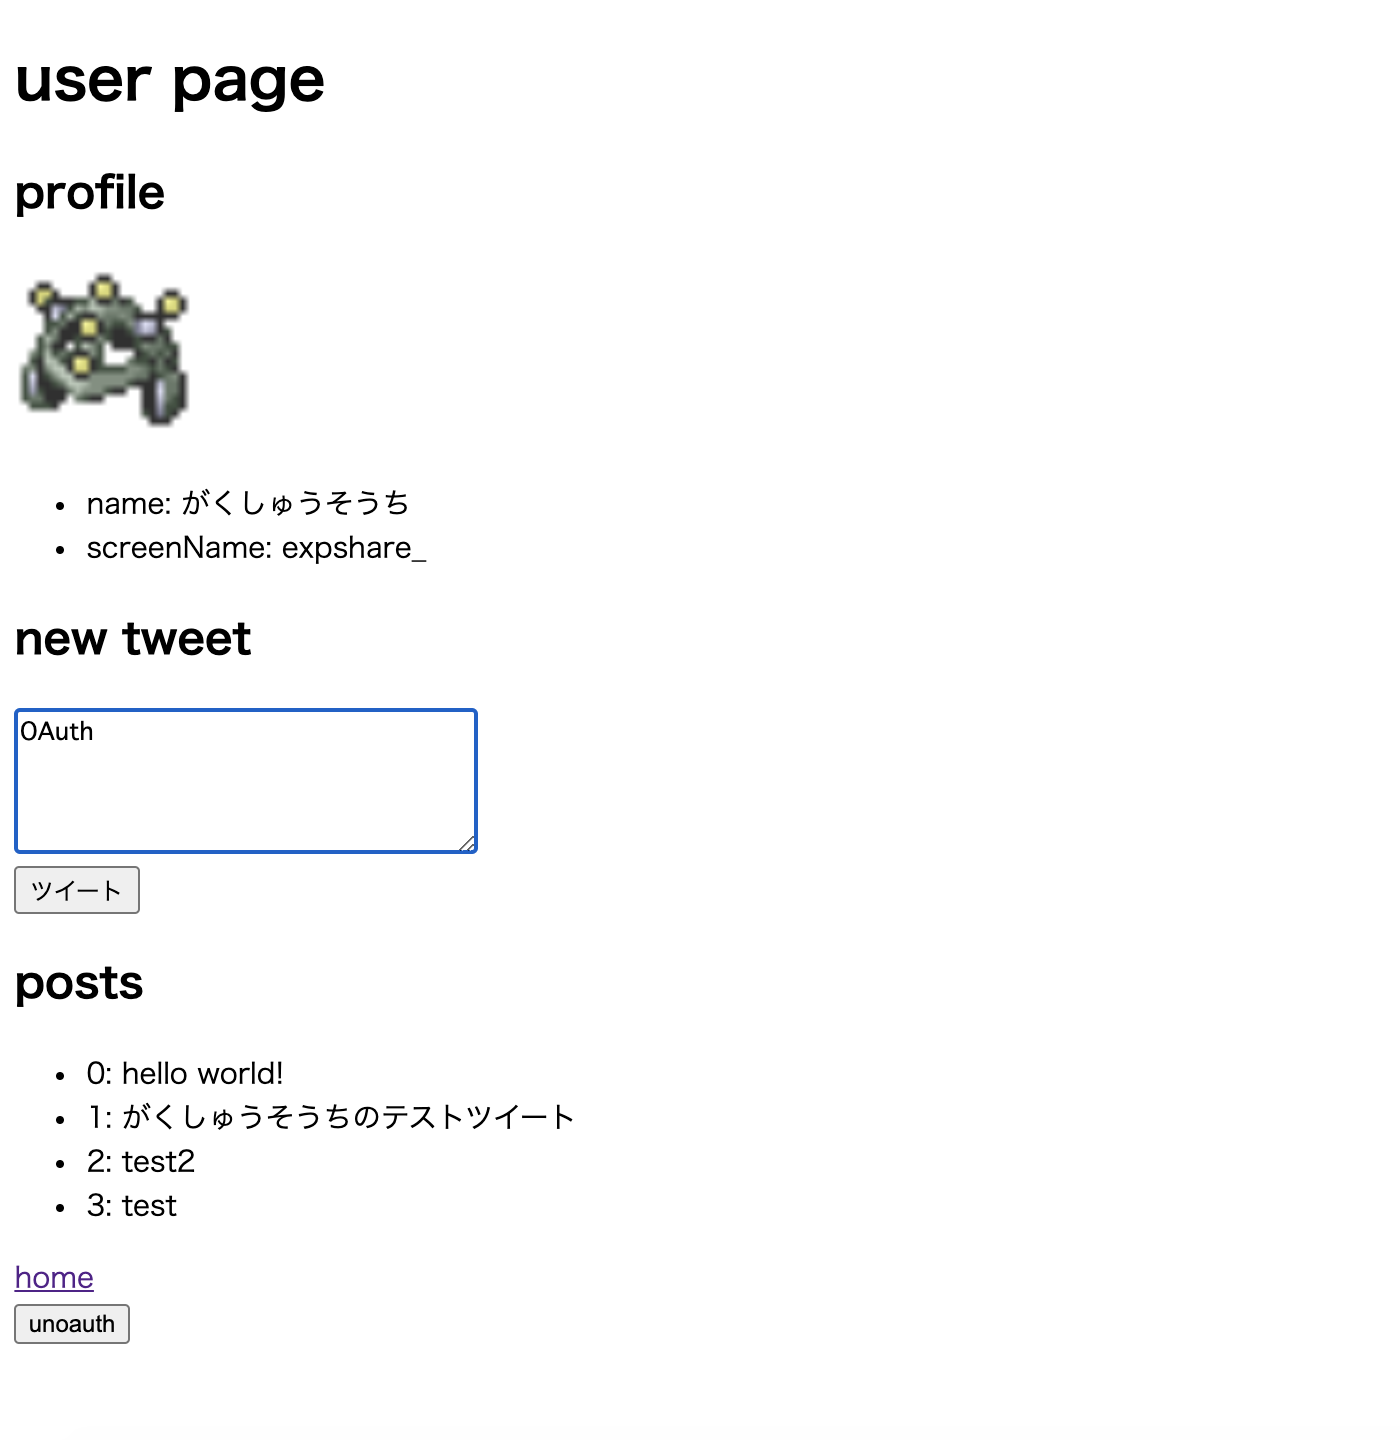 user page
profile
name: がくしゅうそうち
screenName: expshare_
new tweet
OAuth
ツイート
posts
0: hello world!
1: がくしゅうそうちのテストツイート
2: test2
3: test
home
unoauth